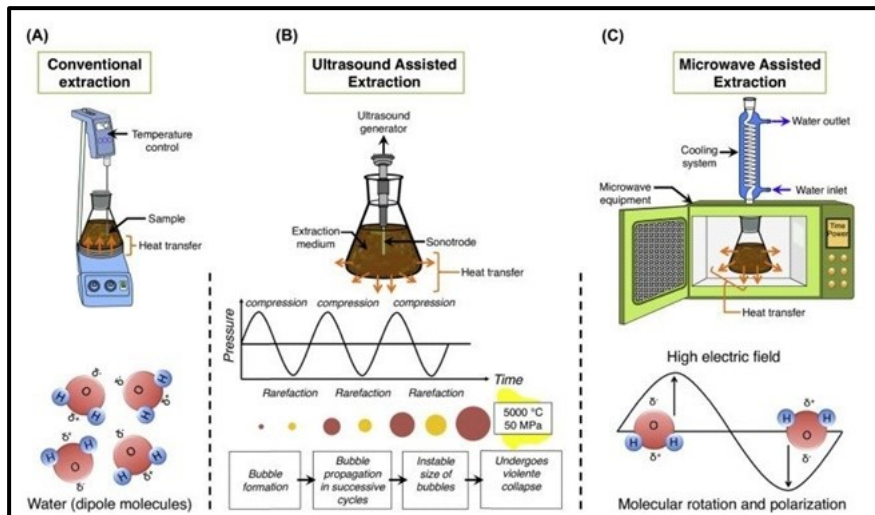 (A)
Conventional
extraction
Temperature
control
Sample
Heat transfer
δ-
δ-
H
O
O
H
H
δ+
H
δ+
δ+
δ+
H
H
H
O
O
H
δ-
δ-
δ+
Water (dipole molecules)
(B)
Ultrasound Assisted
Extraction
Ultrasound
generator
Extraction
medium
Sonotrode
Heat transfer
compression
compression
compression
Pressure
Time
Rarefaction
Rarefaction
Rarefaction
5000 °C
50 MPa
Bubble
formation
Bubble
propagation
in successive
cycles
Instable
size of
bubbles
Undergoes
violente
collapse
(C)
Microwave Assisted
Extraction
Water outlet
Cooling
system
Water inlet
Microwave
equipment
Time
Power
Heat transfer
High electric field
δ-
O
H
H
δ+
δ+
H
H
O
δ-
Molecular rotation and polarization